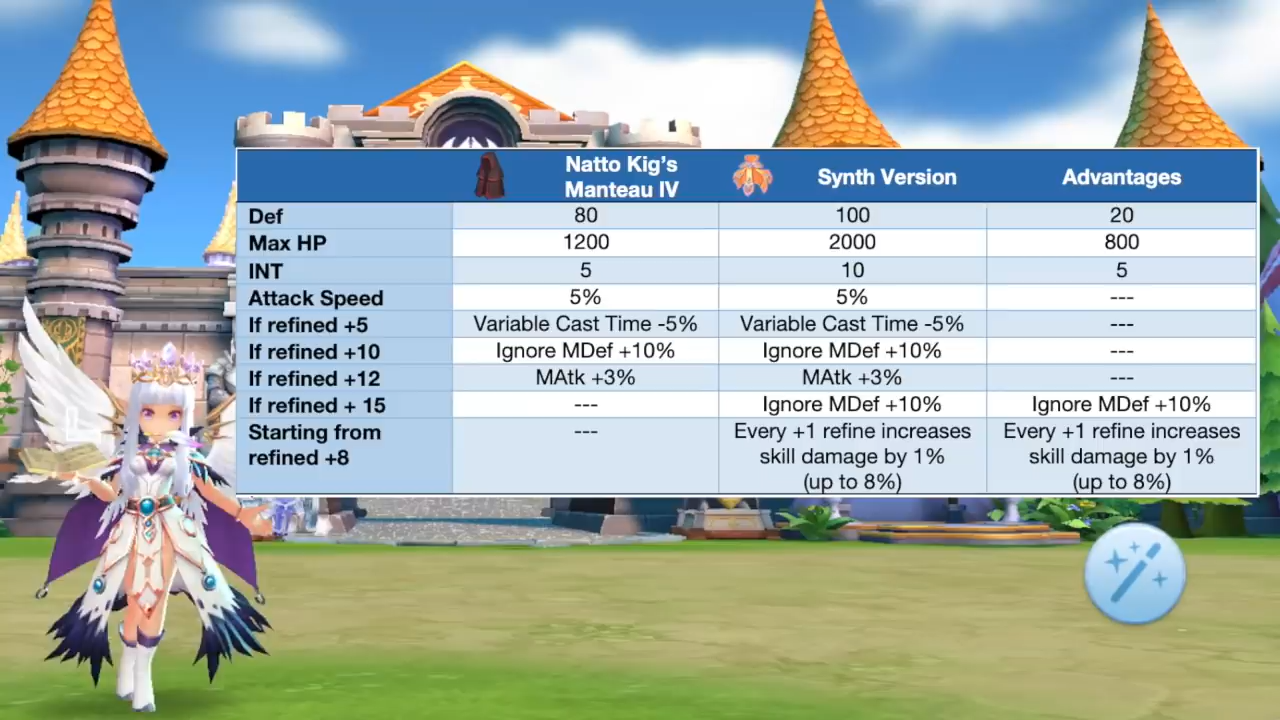 Natto Kig's
Manteau IV
Synth Version
Advantages
Def 80 100 20
Max HP 1200 2000 800
INT 5 10 5
Attack Speed 5% 5% ---
If refined +5 Variable Cast Time -5% Variable Cast Time -5% ---
If refined +10 Ignore MDef +10% Ignore MDef +10% ---
If refined +12 MAtk +3% MAtk +3% ---
If refined + 15 --- Ignore MDef +10% Ignore MDef +10%
Starting from --- Every +1 refine increases Every +1 refine increases
refined +8 skill damage by 1% skill damage by 1%
(up to 8%) (up to 8%)